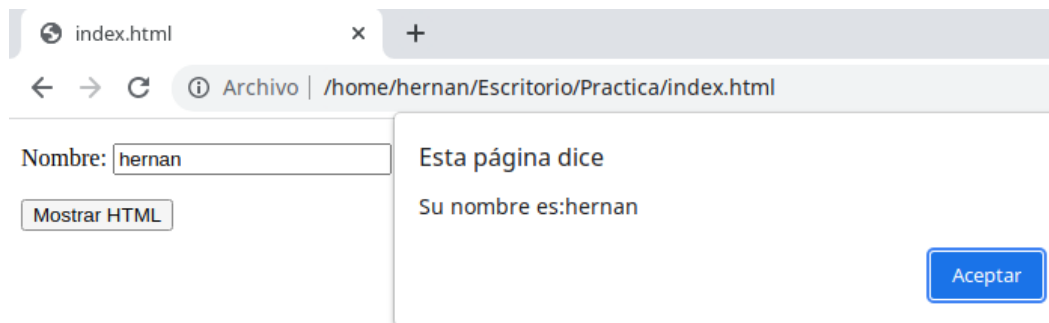 index.html
Archivo | /home/hernan/Escritorio/Practica/index.html
Nombre: hernan
Mostrar HTML
Esta página dice
Su nombre es:hernan
Aceptar